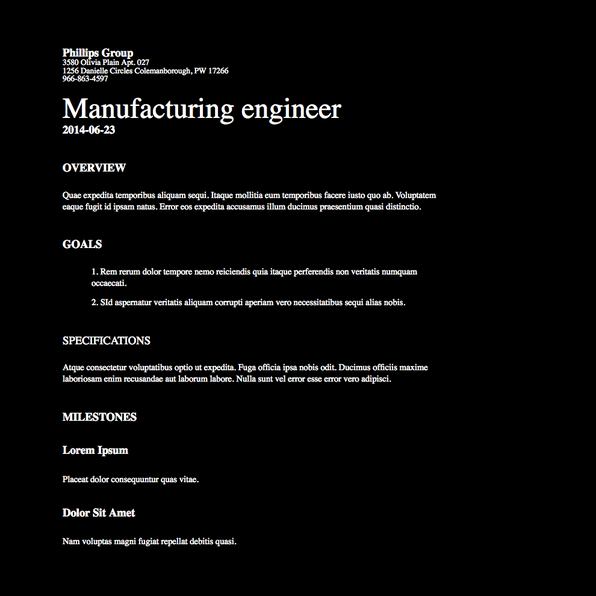 Phillips Group
3580 Olivia Plain Apt. 027
1256 Danielle Circles Colemanborough, PW 17266
966-863-4597
Manufacturing engineer
2014-06-23
OVERVIEW
Quae expedita temporibus aliquam sequi. Itaque mollitia eum temporibus facere iusto quo ab. Voluptatem
eaque fugit id ipsam natus. Error eos expedita accusamus illum ducimus praesentium quasi distinctio.
GOALS
1. Rem rerum dolor tempore nemo reiciendis quia itaque perferendis non veritatis numquam
occaecati.
2. SId aspernatur veritatis aliquam corrupti aperiam vero necessitatibus sequi alias nobis.
SPECIFICATIONS
Atque consectetur voluptatibus optio ut expedita. Fuga officia ipsa nobis odit. Ducimus officiis maxime
laboriosam enim recusandae aut laborum labore. Nulla sunt vel error esse error vero adipisci.
MILESTONES
Lorem Ipsum
Placeat dolor consequuntur quas vitae.
Dolor Sit Amet
Nam voluptas magni fugiat repellat debitis quasi.